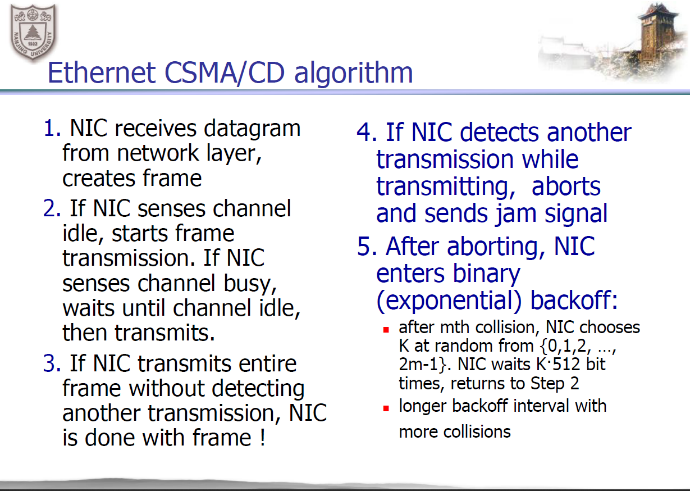 Ethernet CSMA/CD algorithm
1. NIC receives datagram
from network layer,
creates frame
2. If NIC senses channel
idle, starts frame
transmission. If NIC
senses channel busy,
waits until channel idle,
then transmits.
3. If NIC transmits entire
frame without detecting
another transmission, NIC
is done with frame !
4. If NIC detects another
transmission while
transmitting,  aborts
and sends jam signal
5. After aborting, NIC
enters binary
(exponential) backoff:
▪ after mth collision, NIC chooses
K at random from {0,1,2, …,
2m-1}. NIC waits K·512 bit
times, returns to Step 2
▪ longer backoff interval with
more collisions